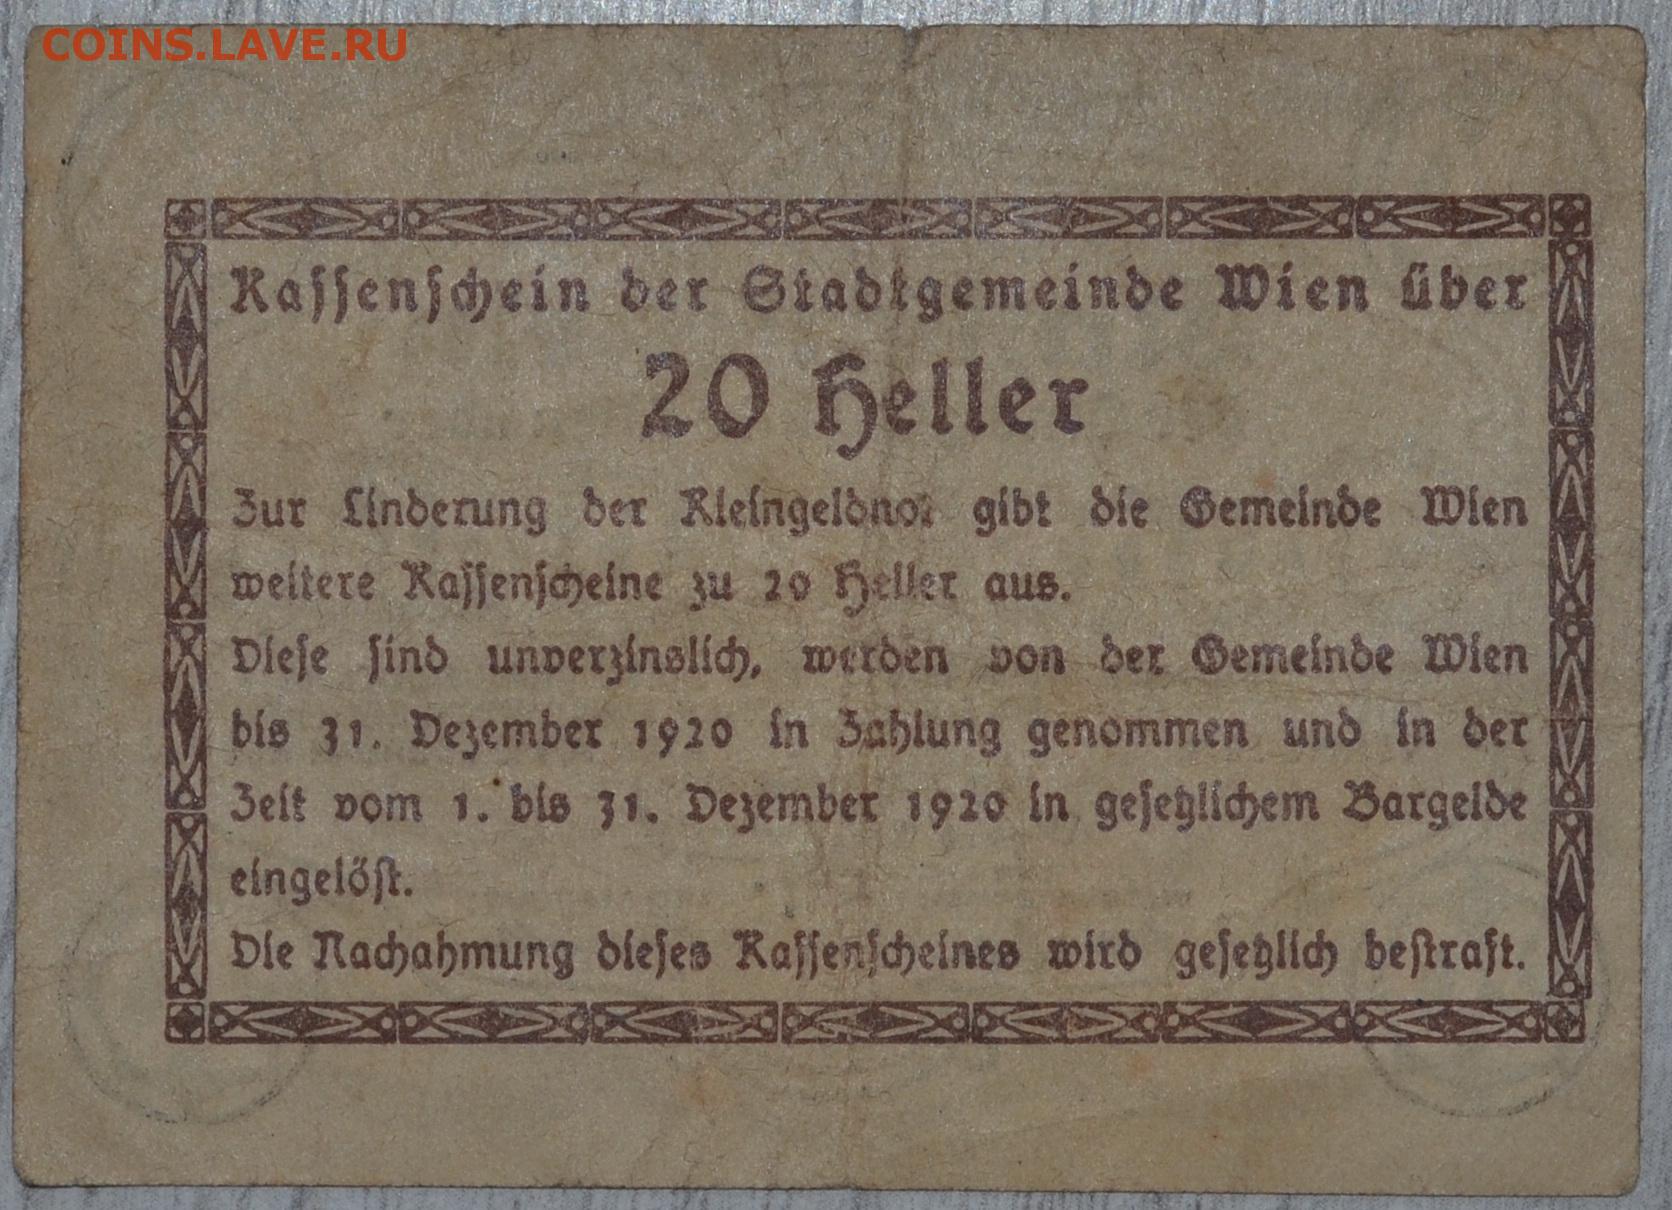 COINS.LAVE.RU
Kassenschein der Stadtgemeinde Wien über
20 Heller
Zur Linderung der Kleingeldnot gibt die Gemeinde Wien
weitere Kassenscheine zu 20 Heller aus.
Diese sind unverzinslich, werden von der Gemeinde Wien
bis 31. Dezember 1920 in Zahlung genommen und in der
Zeit vom 1. bis 31. Dezember 1920 in gesetzlichem Bargelde
eingelöst.
Die Nachahmung dieses Kassenscheines wird gesetzlich bestraft.